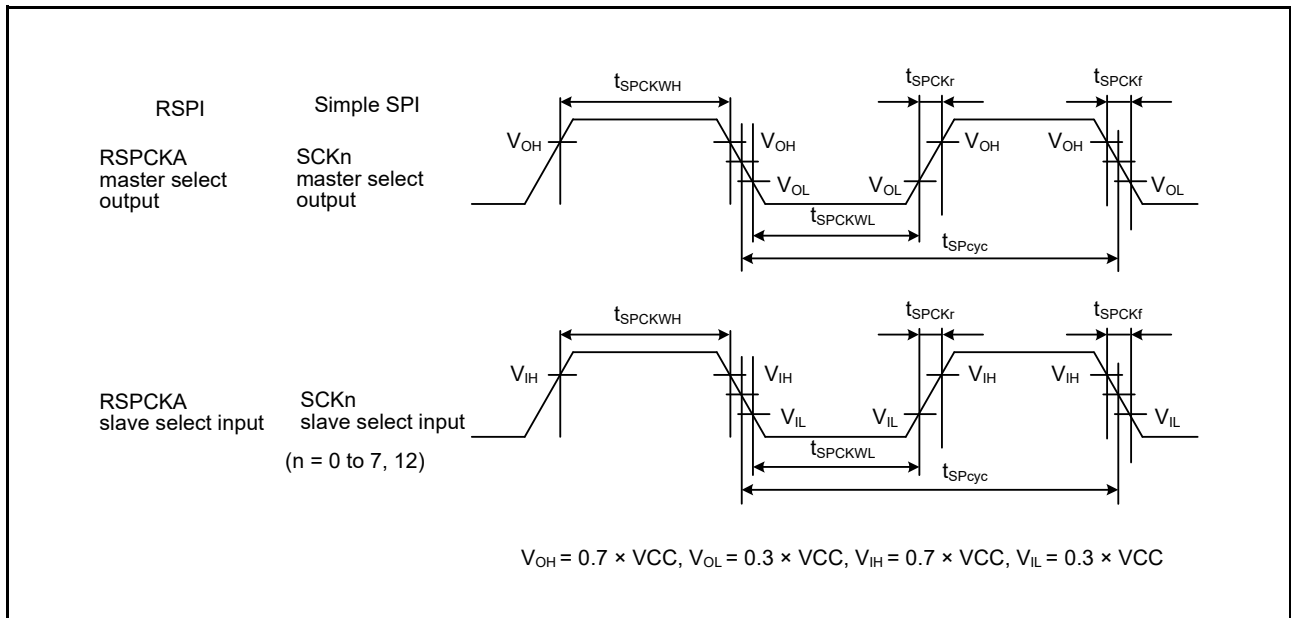 RSPI
Simple SPI
tSPCKWH
tSPCKr
tSPCKf
RSPCKA
master select
output
SCKn
master select
output
VOH
VOH
VOL
VOL
VOH
VOH
VOL
tSPCKWL
tSPcyc
tSPCKWH
tSPCKr
tSPCKf
RSPCKA
slave select input
SCKn
slave select input
(n = 0 to 7, 12)
VIH
VIH
VIL
VIL
VIH
VIH
VIL
tSPCKWL
tSPcyc
VOH = 0.7 × VCC, VOL = 0.3 × VCC, VIH = 0.7 × VCC, VIL = 0.3 × VCC